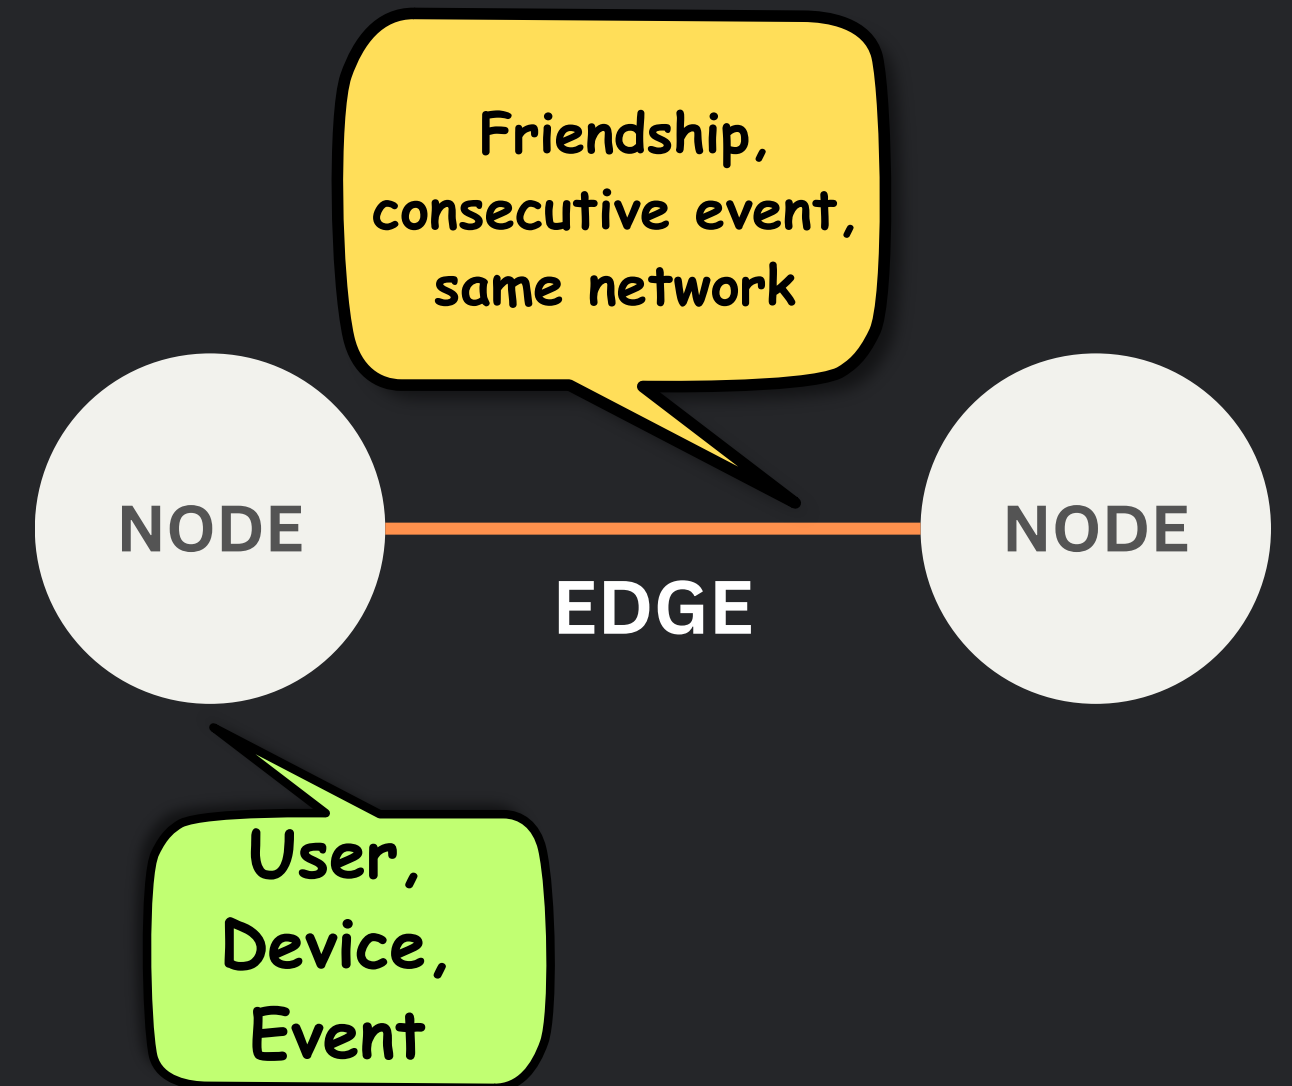 Friendship,
consecutive event,
same network
NODE
NODE
EDGE
User,
Device,
Event